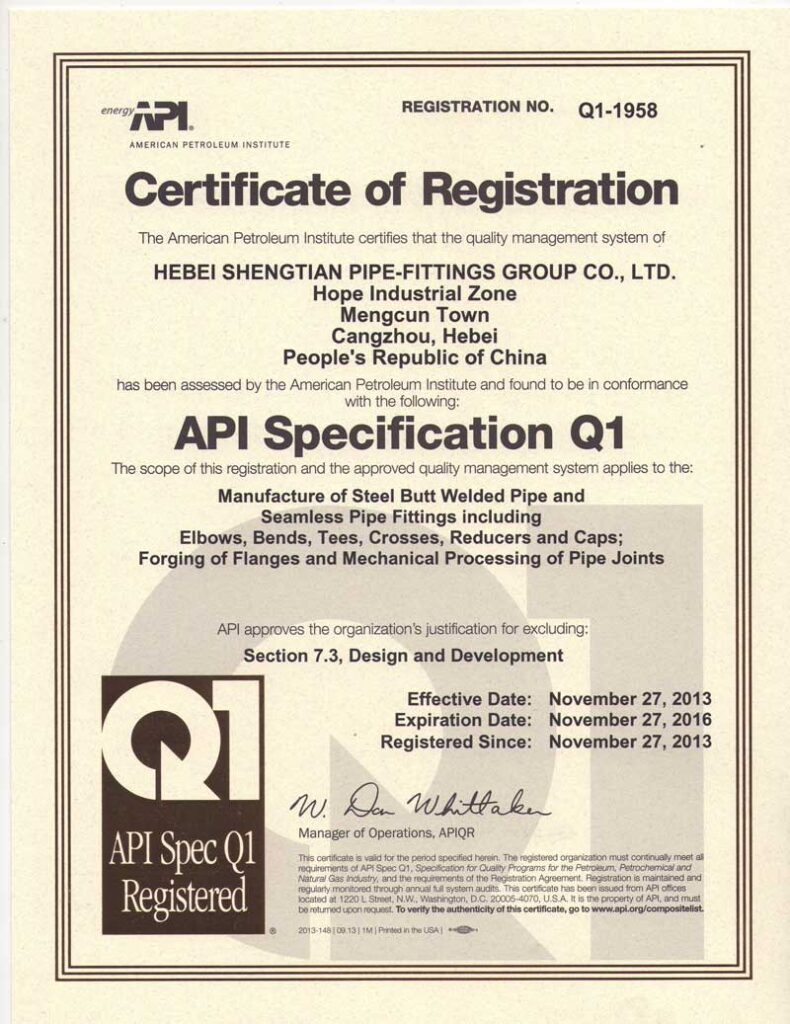 energy API®
REGISTRATION NO. Q1-1958
AMERICAN PETROLEUM INSTITUTE
Certificate of Registration
The American Petroleum Institute certifies that the quality management system of
HEBEI SHENGTIAN PIPE-FITTINGS GROUP CO., LTD.
Hope Industrial Zone
Mengcun Town
Cangzhou, Hebei
People's Republic of China
has been assessed by the American Petroleum Institute and found to be in conformance
with the following:
API Specification Q1
The scope of this registration and the approved quality management system applies to the:
Manufacture of Steel Butt Welded Pipe and
Seamless Pipe Fittings including
Elbows, Bends, Tees, Crosses, Reducers and Caps;
Forging of Flanges and Mechanical Processing of Pipe Joints
API approves the organization's justification for excluding:
Section 7.3, Design and Development
Effective Date: November 27, 2013
Expiration Date: November 27, 2016
Registered Since: November 27, 2013
Q1
API Spec Q1
Registered
®
W. Don Whittaker
Manager of Operations, APIQR
This certificate is valid for the period specified herein. The registered organization must continually meet all
requirements of API Spec Q1, Specification for Quality Programs for the Petroleum, Petrochemical and
Natural Gas Industry, and the requirements of the Registration Agreement. Registration is maintained and
regularly monitored through annual full system audits. This certificate has been issued from API offices
located at 1220 L Street, N.W., Washington, D.C. 20005-4070, U.S.A. It is the property of API, and must
be returned upon request. To verify the authenticity of this certificate, go to www.api.org/compositelist.
2013-148 | 09.13 | 1M | Printed in the USA |
Q1